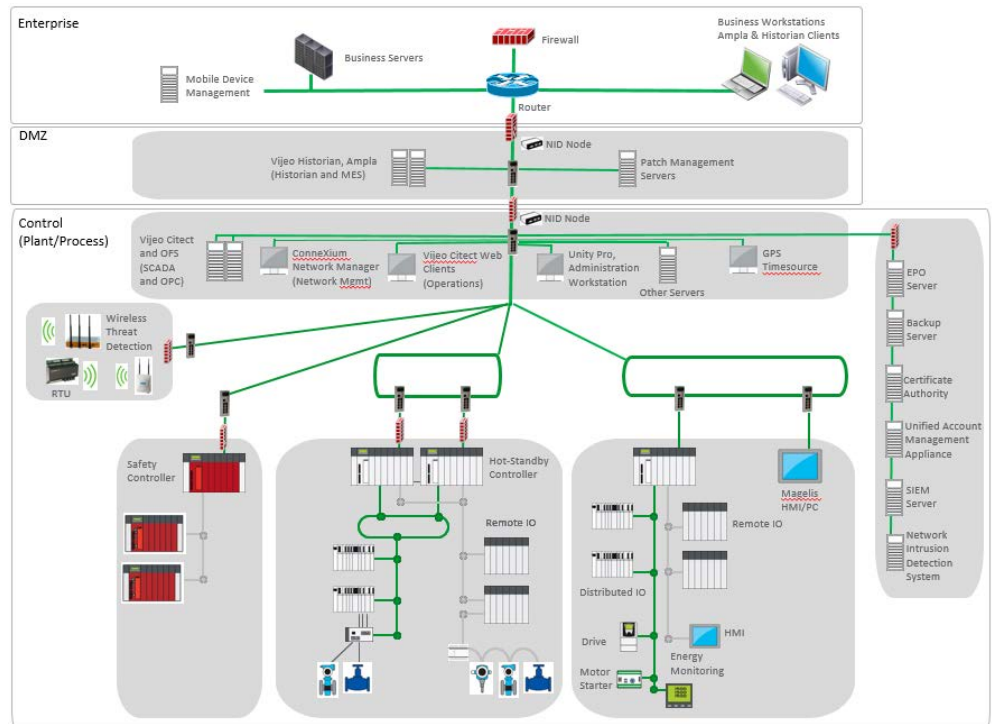 Enterprise
Business Servers
Mobile Device
Management
Firewall
Router
Business Workstations
Ampla & Historian Clients
DMZ
NID Node
Vijeo Historian, Ampla
(Historian and MES)
Patch Management
Servers
Control
(Plant/Process)
NID Node
Vijeo Citect
and OFS
(SCADA
and OPC)
ConneXium
Network Manager
(Network Mgmt)
Vijeo Citect Web
Clients
(Operations)
Unity Pro,
Administration
Workstation
Other Servers
GPS
Timesource
EPO
Server
Backup
Server
Certificate
Authority
Unified Account
Management
Appliance
SIEM
Server
Network
Intrusion
Detection
System
Wireless
Threat
Detection
RTU
Safety
Controller
Hot-Standby
Controller
Remote IO
Magelis
HMI/PC
Remote IO
Distributed IO
Drive
HMI
Energy
Monitoring
Motor
Starter